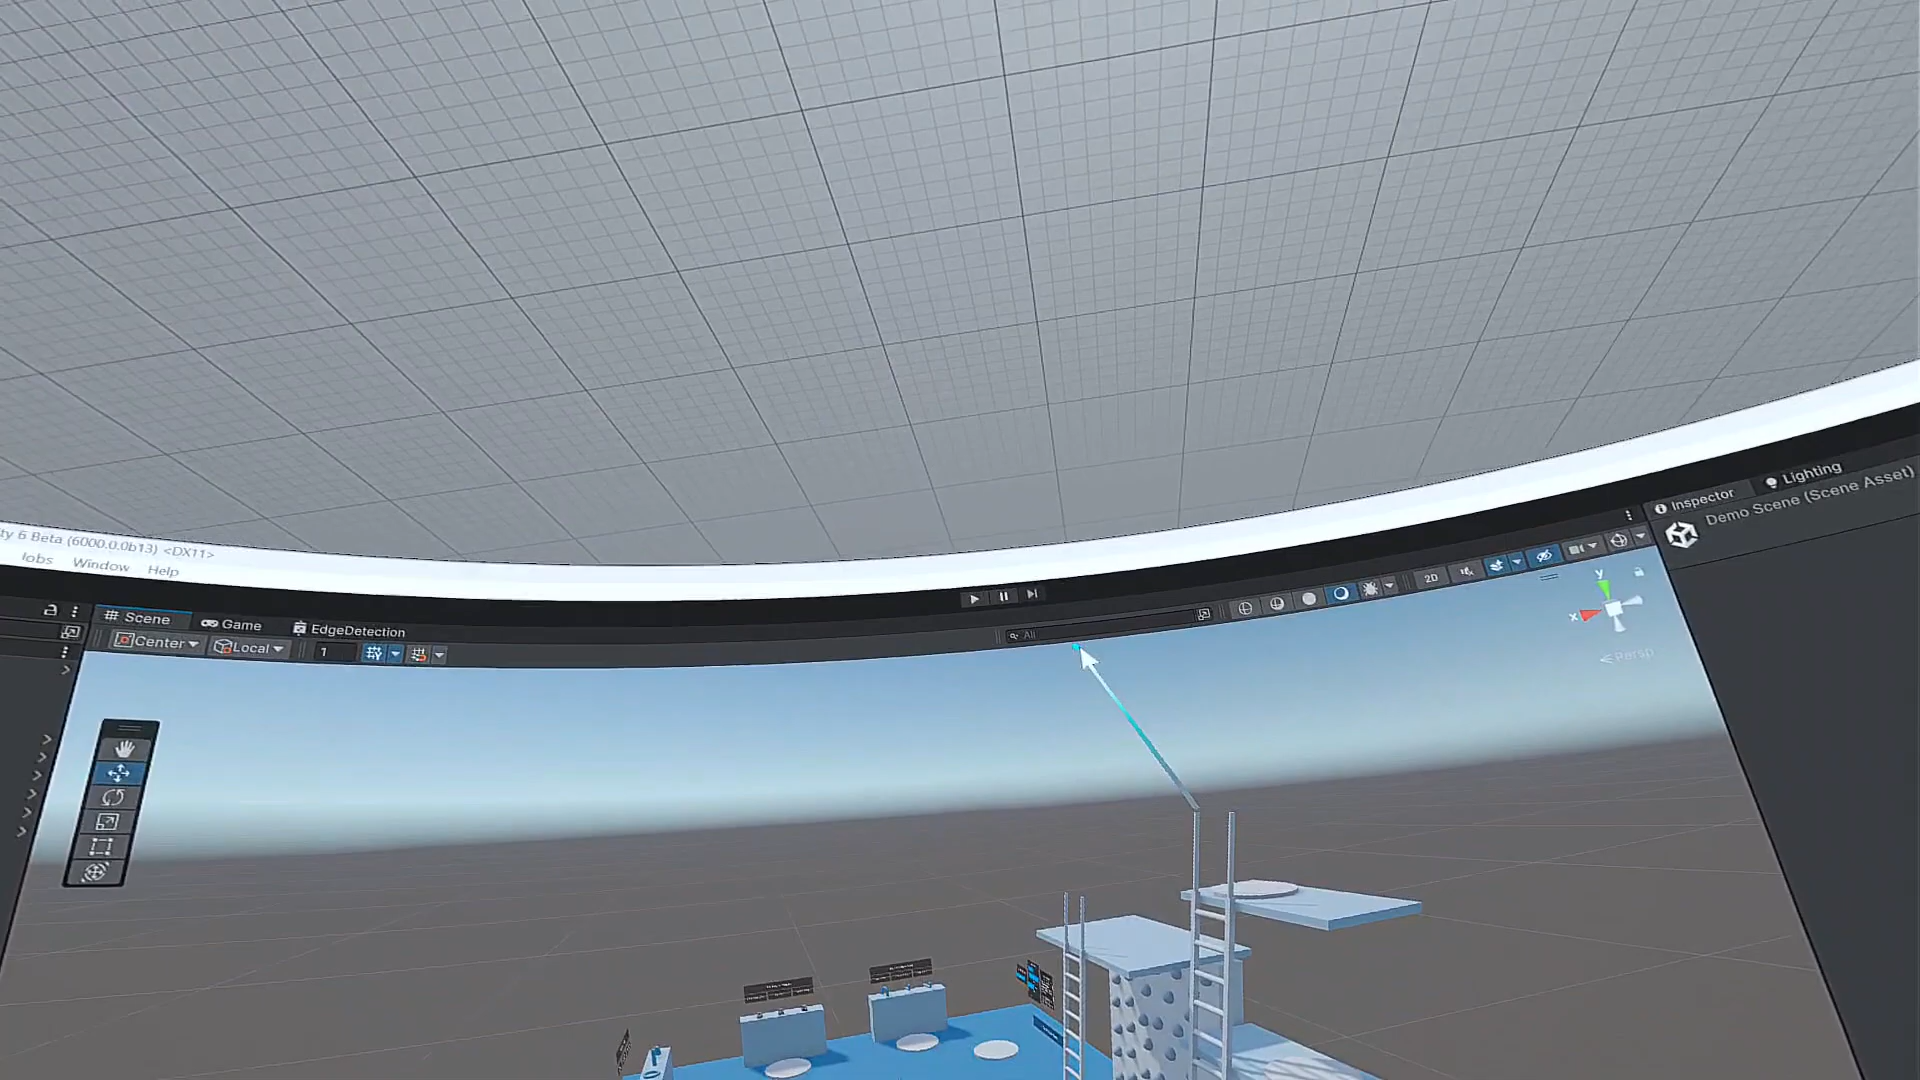 ty 6 Beta (6000.0.0b13) <DX11>
Jobs Window Help
Scene Game EdgeDetection
Center Local 1
All
2D
Inspector Lighting
Demo Scene (Scene Asset)
y
x
Persp